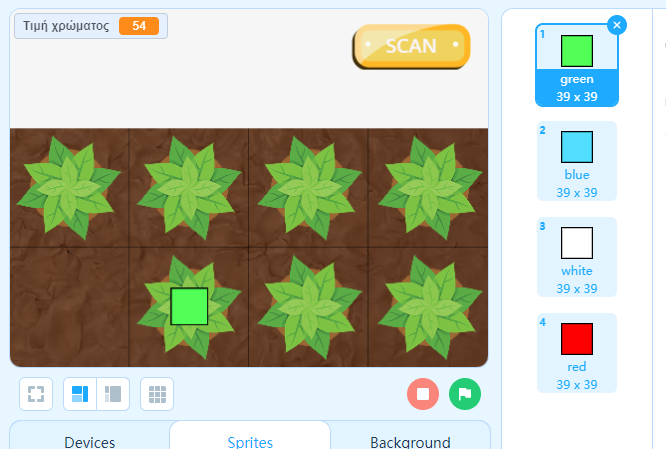 Τιμή χρώματος 54
SCAN
1
green
39 x 39
2
blue
39 x 39
3
white
39 x 39
4
red
39 x 39
Devices Sprites Background